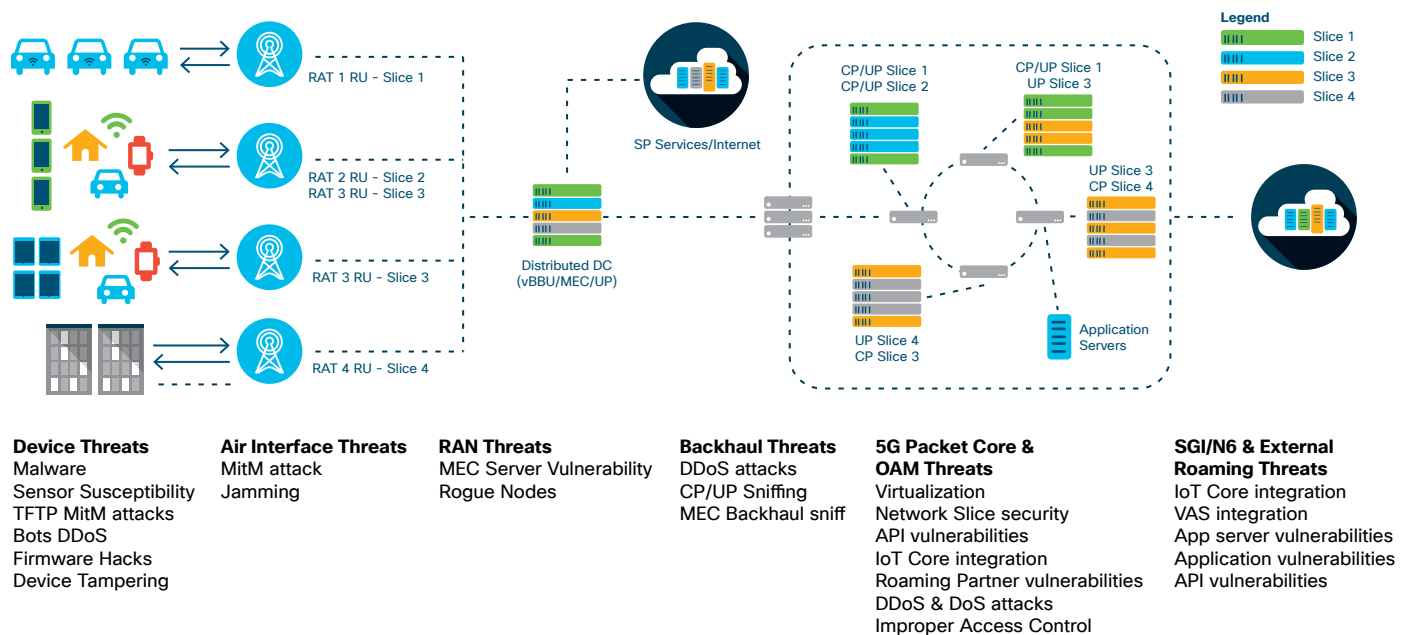 Legend
Slice 1
Slice 2
Slice 3
Slice 4
RAT 1 RU - Slice 1
RAT 2 RU - Slice 2
RAT 3 RU - Slice 3
RAT 3 RU - Slice 3
RAT 4 RU - Slice 4
SP Services/Internet
Distributed DC
(vBBU/MEC/UP)
CP/UP Slice 1
CP/UP Slice 2
CP/UP Slice 1
UP Slice 3
UP Slice 3
CP Slice 4
UP Slice 4
CP Slice 3
Application
Servers
Device Threats
Malware
Sensor Susceptibility
TFTP MitM attacks
Bots DDoS
Firmware Hacks
Device Tampering
Air Interface Threats
MitM attack
Jamming
RAN Threats
MEC Server Vulnerability
Rogue Nodes
Backhaul Threats
DDoS attacks
CP/UP Sniffing
MEC Backhaul sniff
5G Packet Core &
OAM Threats
Virtualization
Network Slice security
API vulnerabilities
IoT Core integration
Roaming Partner vulnerabilities
DDoS & DoS attacks
Improper Access Control
SGI/N6 & External
Roaming Threats
IoT Core integration
VAS integration
App server vulnerabilities
Application vulnerabilities
API vulnerabilities